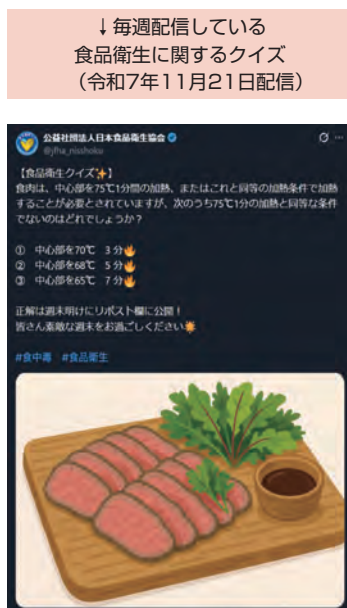 ↓毎週配信している
食品衛生に関するクイズ
（令和7年11月21日配信）
公益社団法人日本食品衛生協会
@jfha_nisshoku
【食品衛生クイズ✨】
食肉は、中心部を75℃1分間の加熱、またはこれと同等の加熱条件で加熱
することが必要とされていますが、次のうち75℃1分の加熱と同等な条件
でないのはどれでしょうか？
① 中心部を70℃ 3分🔥
② 中心部を68℃ 5分🔥
③ 中心部を65℃ 7分🔥
正解は週末明けにリポスト欄に公開！
皆さん素敵な週末をお過ごしください☀
#食中毒 #食品衛生